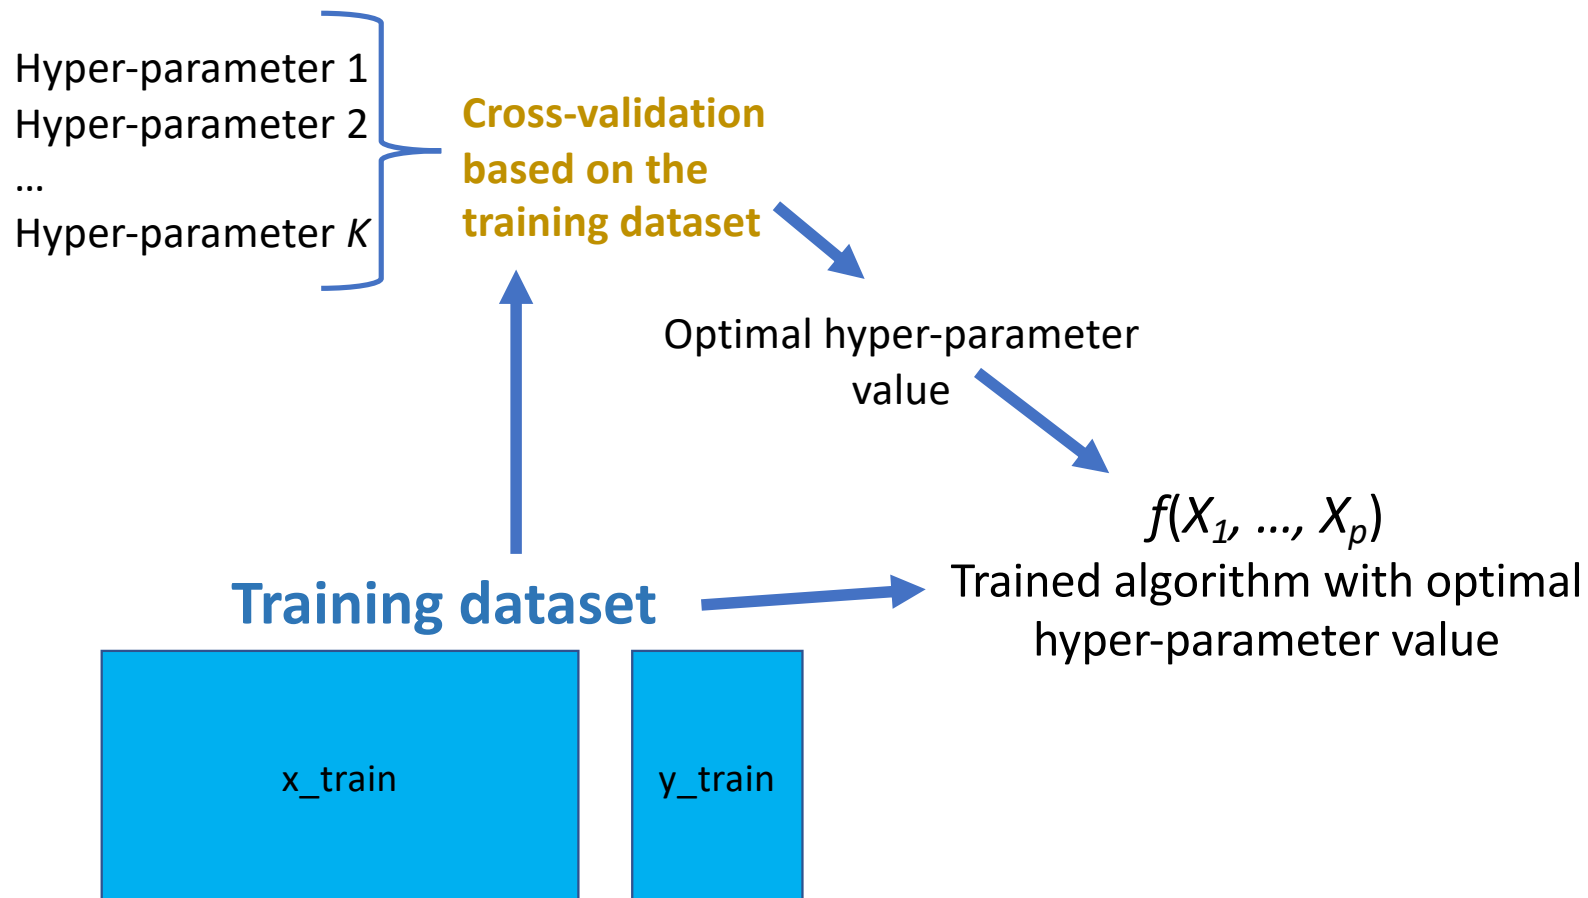 Hyper-parameter 1
Hyper-parameter 2
...
Hyper-parameter K
Cross-validation
based on the
training dataset
Optimal hyper-parameter
value
f(X1, ..., Xp)
Trained algorithm with optimal
hyper-parameter value
Training dataset
x_train
y_train